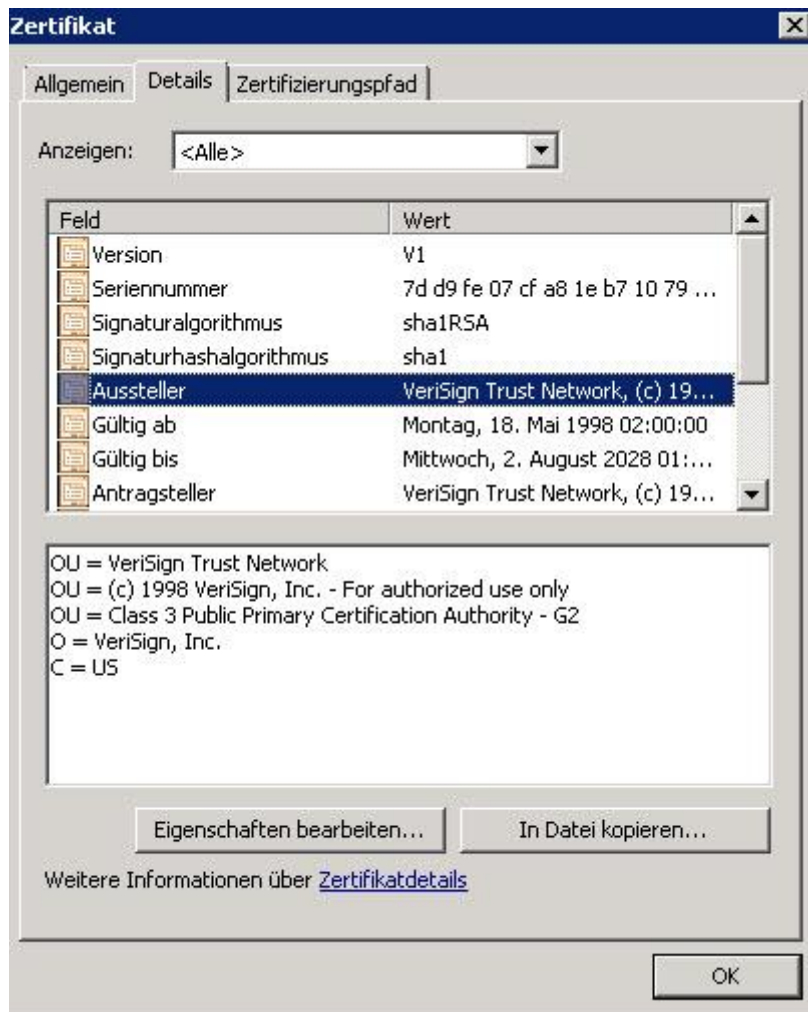 Zertifikat
Allgemein Details Zertifizierungspfad
Anzeigen: <Alle>
Feld Wert
Version V1
Seriennummer 7d d9 fe 07 cf a8 1e b7 10 79 ...
Signaturalgorithmus sha1RSA
Signaturhashalgorithmus sha1
Aussteller VeriSign Trust Network, (c) 19...
Gültig ab Montag, 18. Mai 1998 02:00:00
Gültig bis Mittwoch, 2. August 2028 01:...
Antragsteller VeriSign Trust Network, (c) 19...
OU = VeriSign Trust Network
OU = (c) 1998 VeriSign, Inc. - For authorized use only
OU = Class 3 Public Primary Certification Authority - G2
O = VeriSign, Inc.
C = US
Eigenschaften bearbeiten... In Datei kopieren...
Weitere Informationen über Zertifikatdetails
OK